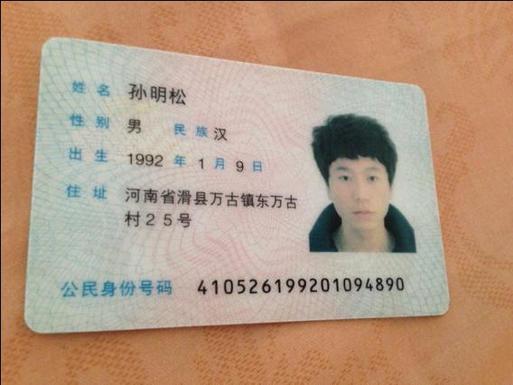 姓名 孙明松
性别 男 民族 汉
出生 1992 年 1 月 9 日
住址 河南省滑县万古镇东万古
村25号
公民身份号码 410526199201094890